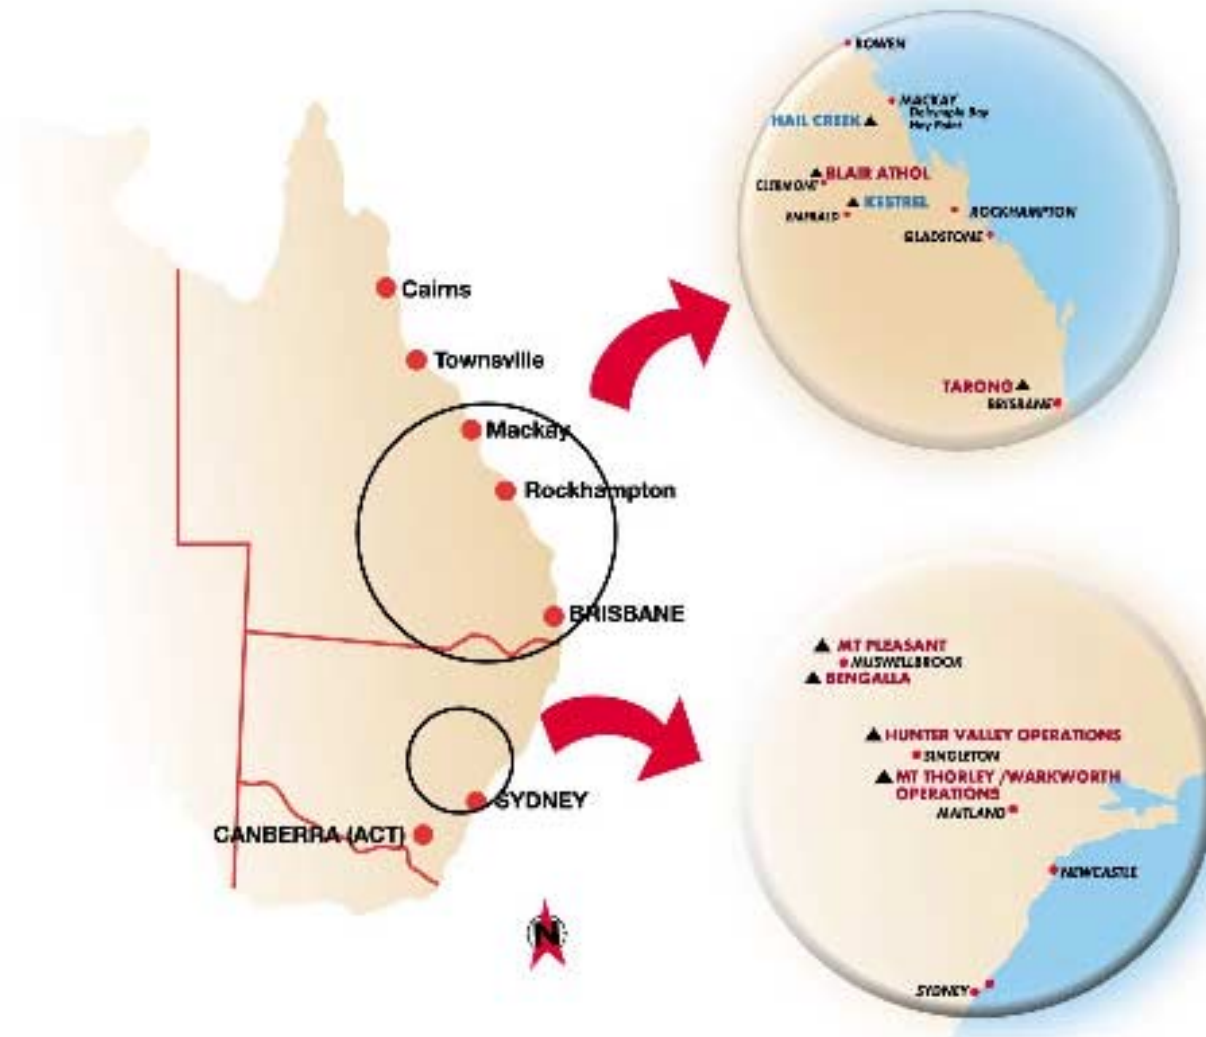 BOWEN
MACKAY
Dalrymple Bay
Hay Point
HAIL CREEK
BLAIR ATHOL
CLERMONT
KESTREL
EMERALD
ROCKHAMPTON
GLADSTONE
TARONG
BRISBANE
Cairns
Townsville
Mackay
Rockhampton
BRISBANE
SYDNEY
CANBERRA (ACT)
N
MT PLEASANT
MUSWELLBROOK
BENGALLA
HUNTER VALLEY OPERATIONS
SINGLETON
MT THORLEY /WARKWORTH
OPERATIONS
MAITLAND
NEWCASTLE
SYDNEY